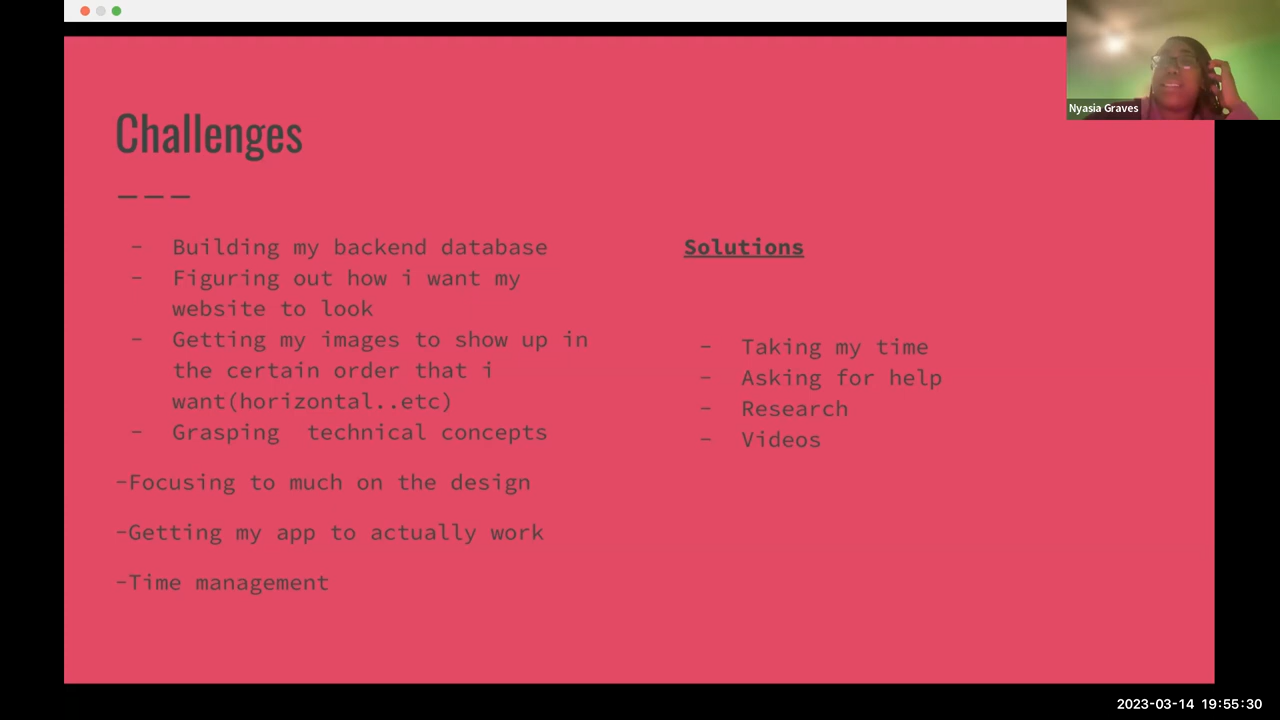 Nyasia Graves
Challenges
- Building my backend database
- Figuring out how i want my
website to look
- Getting my images to show up in
the certain order that i
want(horizontal..etc)
- Grasping  technical concepts
-Focusing to much on the design
-Getting my app to actually work
-Time management
Solutions
- Taking my time
- Asking for help
- Research
- Videos
2023-03-14 19:55:30